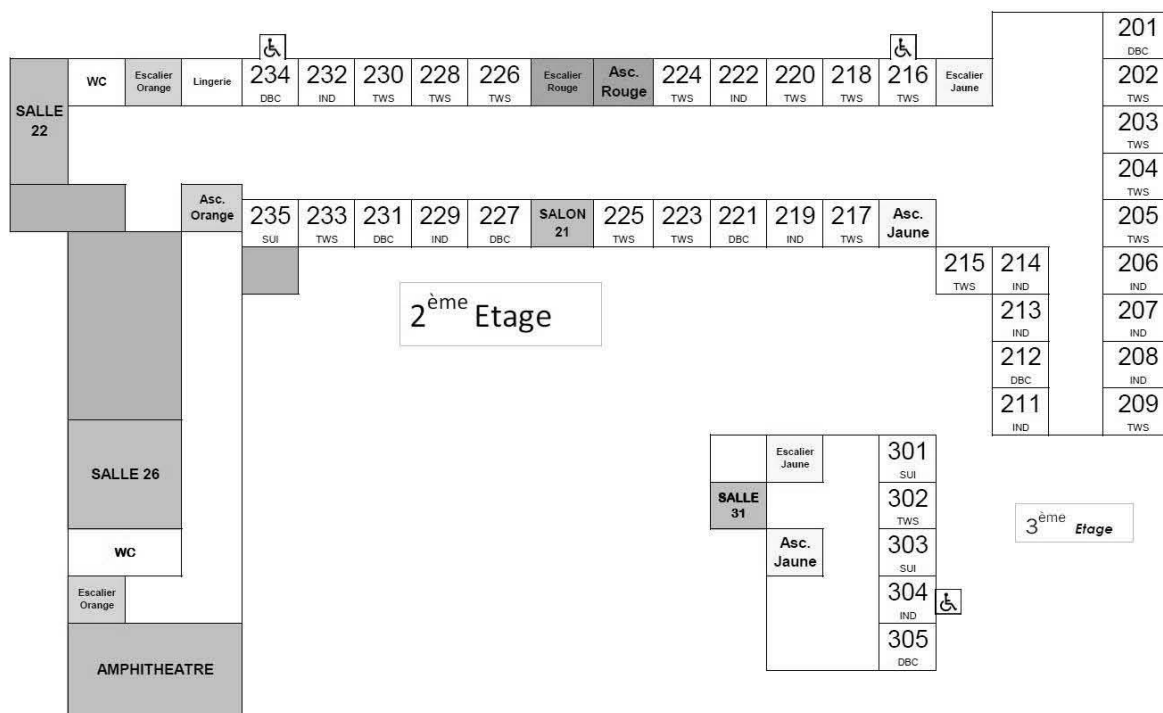 201
DBC
WC
Escalier
Orange
Lingerie
234
DBC
232
IND
230
TWS
228
TWS
226
TWS
Escalier
Rouge
Asc.
Rouge
224
TWS
222
IND
220
TWS
218
TWS
216
TWS
Escalier
Jaune
202
TWS
SALLE
22
203
TWS
204
TWS
Asc.
Orange
235
SUI
233
TWS
231
DBC
229
IND
227
DBC
SALON
21
225
TWS
223
TWS
221
DBC
219
IND
217
TWS
Asc.
Jaune
205
TWS
215
TWS
214
IND
206
IND
2ème Etage
213
IND
207
IND
212
DBC
208
IND
211
IND
209
TWS
SALLE 26
Escalier
Jaune
301
SUI
SALLE
31
302
TWS
3ème Etage
WC
Asc.
Jaune
303
SUI
Escalier
Orange
304
IND
AMPHITHEATRE
305
DBC